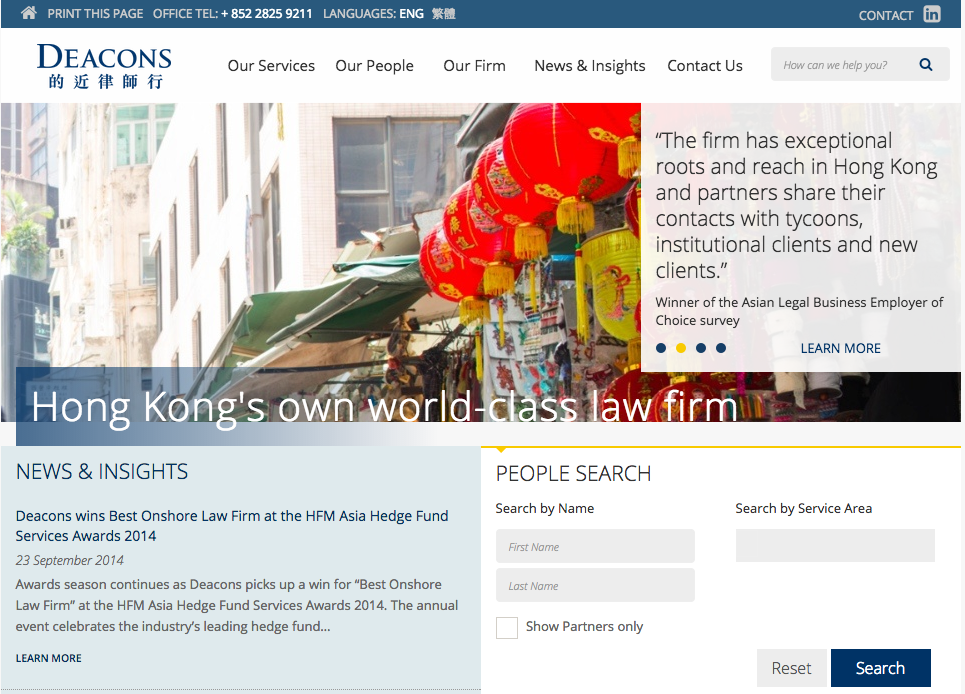 PRINT THIS PAGE OFFICE TEL: + 852 2825 9211 LANGUAGES: ENG 繁體 CONTACT in
DEACONS
的近律師行
Our Services Our People Our Firm News & Insights Contact Us How can we help you?
“The firm has exceptional
roots and reach in Hong Kong
and partners share their
contacts with tycoons,
institutional clients and new
clients.”
Winner of the Asian Legal Business Employer of
Choice survey
LEARN MORE
Hong Kong's own world-class law firm
NEWS & INSIGHTS
Deacons wins Best Onshore Law Firm at the HFM Asia Hedge Fund
Services Awards 2014
23 September 2014
Awards season continues as Deacons picks up a win for “Best Onshore
Law Firm” at the HFM Asia Hedge Fund Services Awards 2014. The annual
event celebrates the industry’s leading hedge fund...
LEARN MORE
PEOPLE SEARCH
Search by Name Search by Service Area
First Name
Last Name
Show Partners only
Reset Search